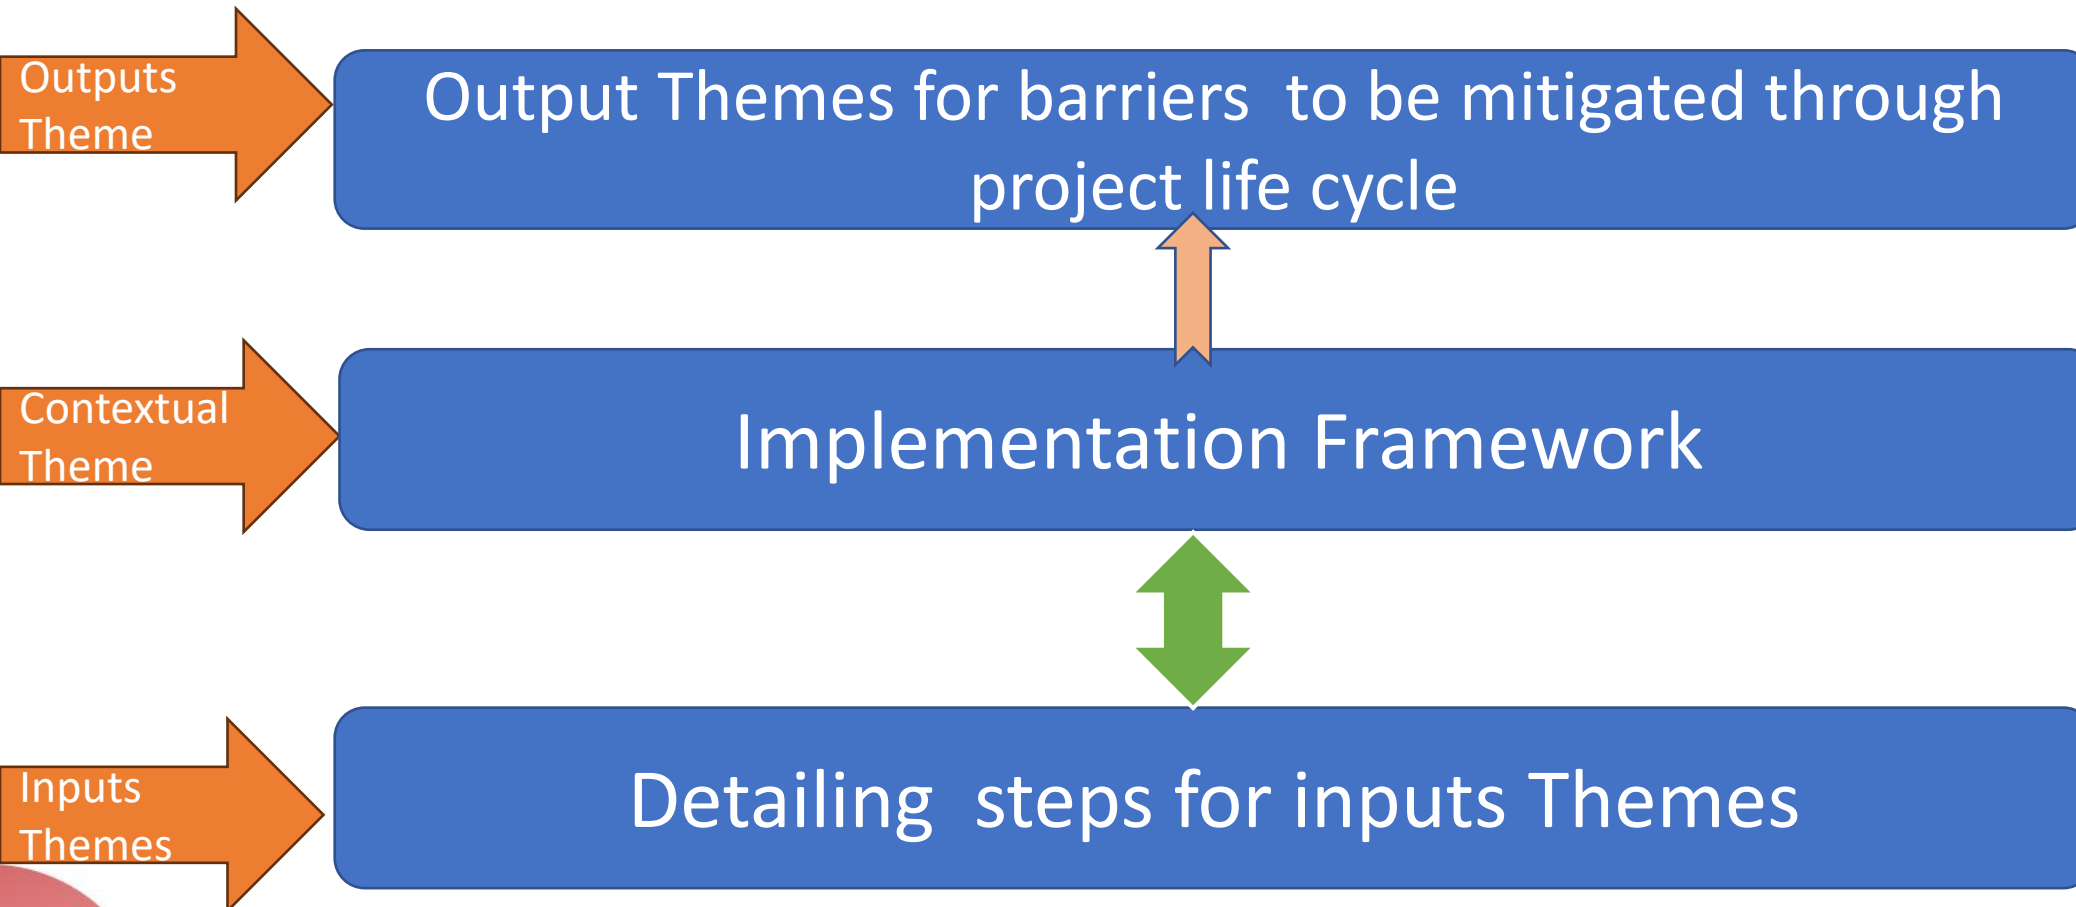 Outputs
Theme
Output Themes for barriers  to be mitigated through
project life cycle
Contextual
Theme
Implementation Framework
Inputs
Themes
Detailing  steps for inputs Themes